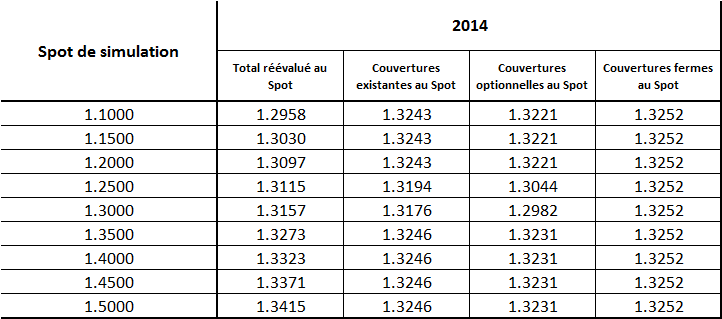 2014
Spot de simulation
Total réévalué au Spot
Couvertures existantes au Spot
Couvertures optionnelles au Spot
Couvertures fermes au Spot
1.1000 1.2958 1.3243 1.3221 1.3252
1.1500 1.3030 1.3243 1.3221 1.3252
1.2000 1.3097 1.3243 1.3221 1.3252
1.2500 1.3115 1.3194 1.3044 1.3252
1.3000 1.3157 1.3176 1.2982 1.3252
1.3500 1.3273 1.3246 1.3231 1.3252
1.4000 1.3323 1.3246 1.3231 1.3252
1.4500 1.3371 1.3246 1.3231 1.3252
1.5000 1.3415 1.3246 1.3231 1.3252